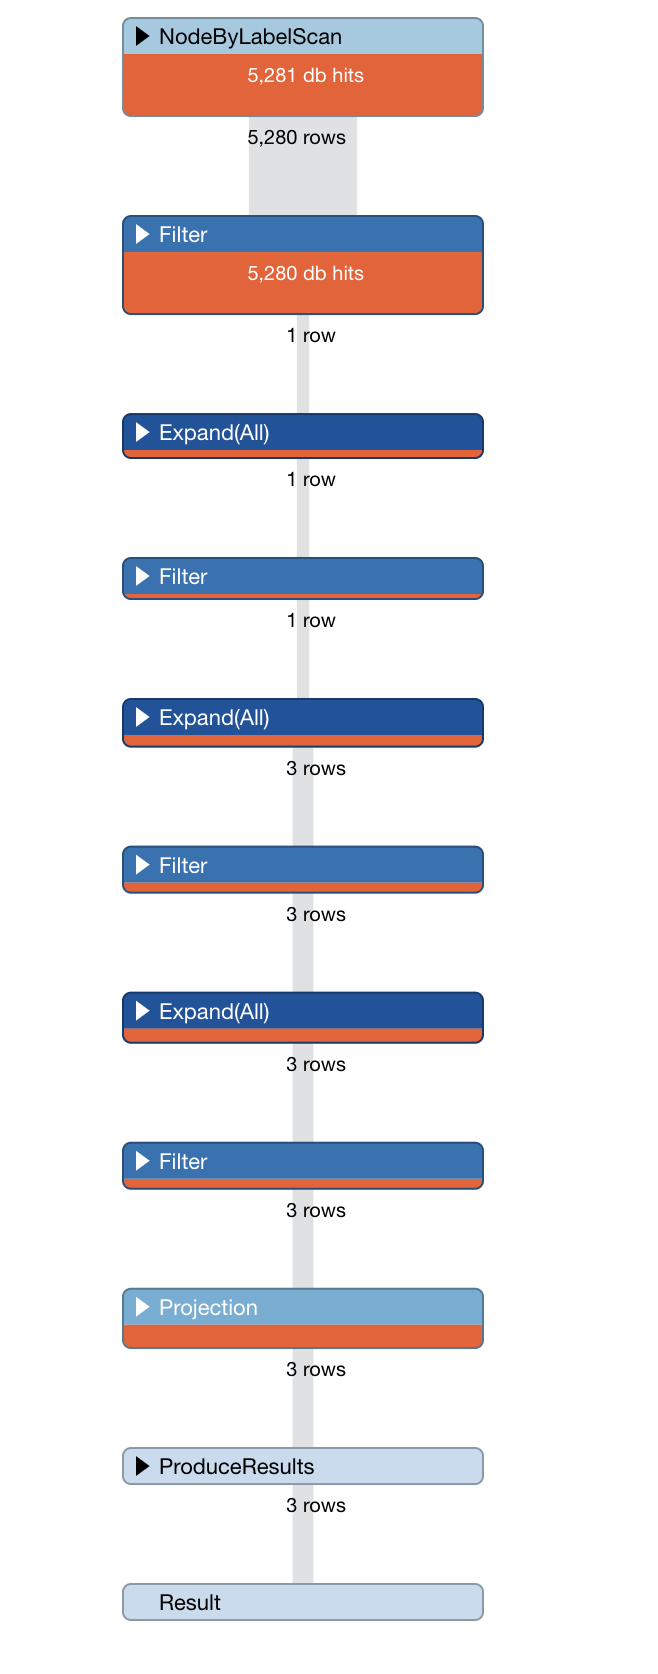 NodeByLabelScan
5,281 db hits
5,280 rows
Filter
5,280 db hits
1 row
Expand(All)
1 row
Filter
1 row
Expand(All)
3 rows
Filter
3 rows
Expand(All)
3 rows
Filter
3 rows
Projection
3 rows
ProduceResults
3 rows
Result